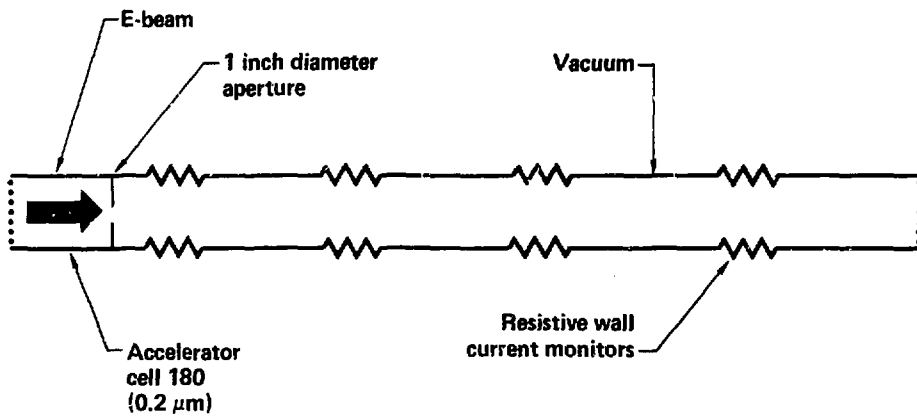 E-beam
1 inch diameter
aperture
Vacuum
Resistive wall
current monitors
Accelerator
cell 180
(0.2 μm)